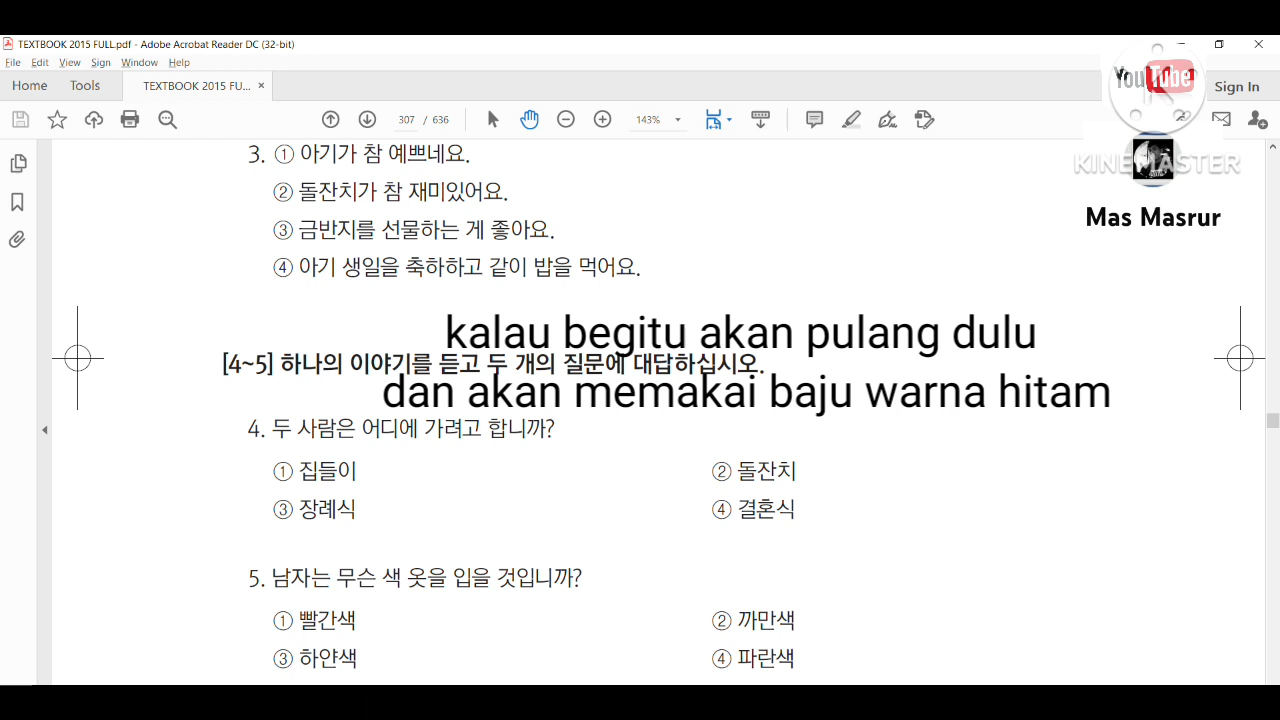 TEXTBOOK 2015 FULL.pdf - Adobe Acrobat Reader DC (32-bit)
File Edit View Sign Window Help
Home Tools TEXTBOOK 2015 FU... × Sign In
307 / 636 143%
YouTube
KINEMASTER
Mas Masrur
3. ① 아기가 참 예쁘네요.
② 돌잔치가 참 재미있어요.
③ 금반지를 선물하는 게 좋아요.
④ 아기 생일을 축하하고 같이 밥을 먹어요.
kalau begitu akan pulang dulu
[4~5] 하나의 이야기를 듣고 두 개의 질문에 대답하십시오.
dan akan memakai baju warna hitam
4. 두 사람은 어디에 가려고 합니까?
① 집들이 ② 돌잔치
③ 장례식 ④ 결혼식
5. 남자는 무슨 색 옷을 입을 것입니까?
① 빨간색 ② 까만색
③ 하얀색 ④ 파란색